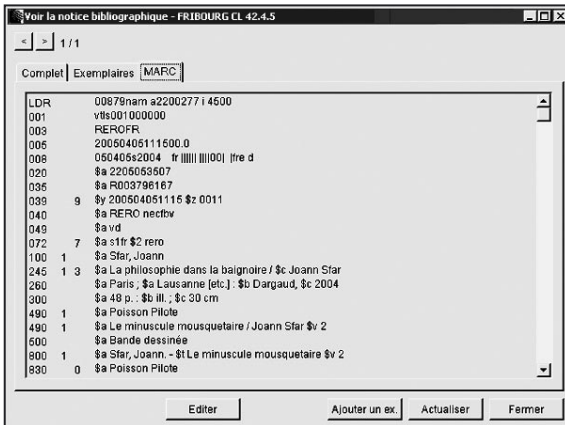 Voir la notice bibliographique - FRIBOURG CL 42.4.5
< > 1 / 1
Complet Exemplaires MARC
LDR 00879nam a2200277 i 4500
001 vtls001000000
003 REROFR
005 20050405111500.0
008 050405s2004 fr |||||| ||||00| |fre d
020 $a 2205053507
035 $a R003796167
039 9 $y 200504051115 $z 0011
040 $a RERO necfbv
049 $a vd
072 7 $a s1fr $2 rero
100 1 $a Sfar, Joann
245 1 3 $a La philosophie dans la baignoire / $c Joann Sfar
260 $a Paris ; $a Lausanne [etc.] : $b Dargaud, $c 2004
300 $a 48 p. : $b ill. ; $c 30 cm
490 1 $a Poisson Pilote
490 1 $a Le minuscule mousquetaire / Joann Sfar $v 2
500 $a Bande dessinée
800 1 $a Sfar, Joann. - $t Le minuscule mousquetaire $v 2
830 0 $a Poisson Pilote
Editer Ajouter un ex. Actualiser Fermer